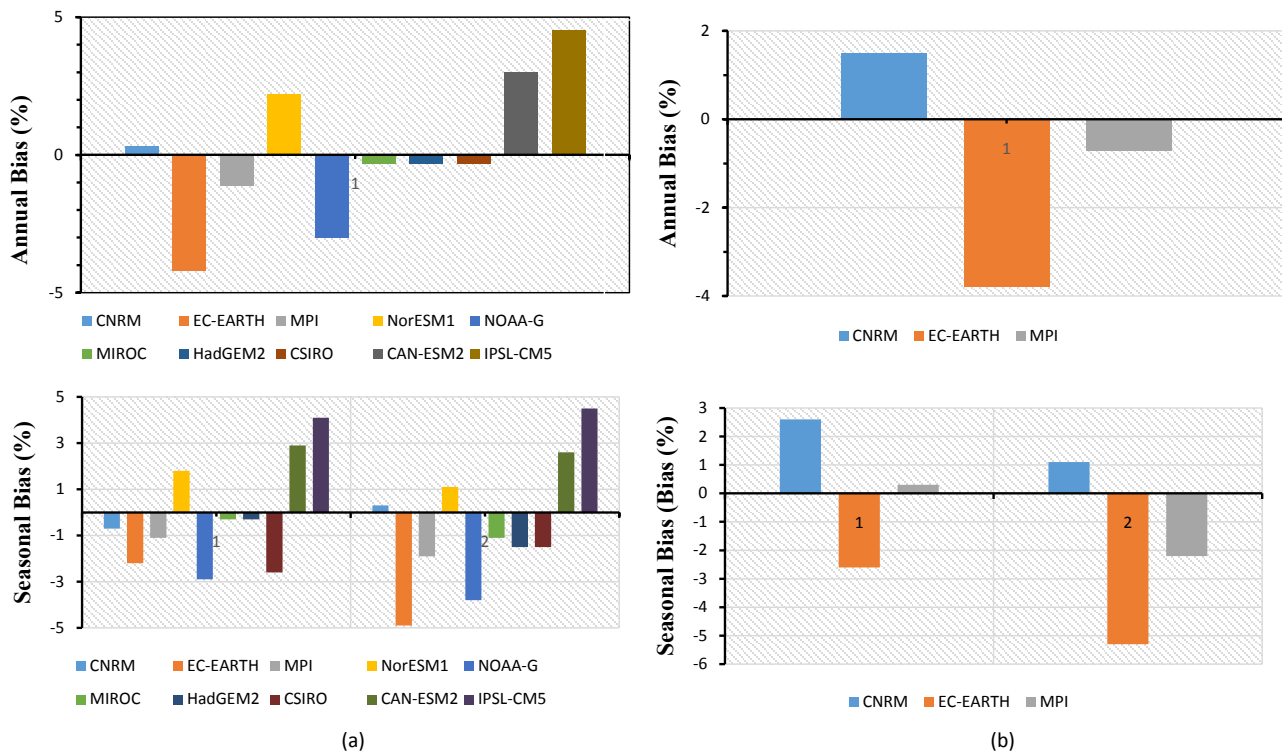 Annual Bias (%)
5
0
-5
1
CNRM EC-EARTH MPI NorESM1 NOAA-G
MIROC HadGEM2 CSIRO CAN-ESM2 IPSL-CM5
Annual Bias (%)
2
0
-2
-4
1
CNRM EC-EARTH MPI
Seasonal Bias (%)
5
3
1
-1
-3
-5
1 2
CNRM EC-EARTH MPI NorESM1 NOAA-G
MIROC HadGEM2 CSIRO CAN-ESM2 IPSL-CM5
(a)
Seasonal Bias (Bias (%)
3
2
1
0
-1
-2
-3
-4
-5
-6
1 2
CNRM EC-EARTH MPI
(b)